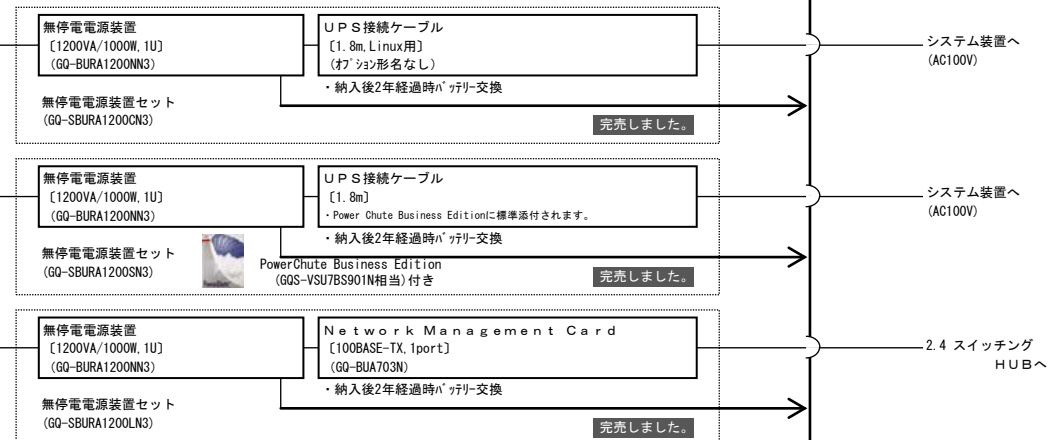 無停電電源装置
〔1200VA/1000W,1U〕
(GQ-BURA1200NN3)
UPS接続ケーブル
〔1.8m,Linux用〕
(ｵﾌﾟｼｮﾝ形名なし)
・納入後2年経過時ﾊﾞｯﾃﾘｰ交換
無停電電源装置セット
(GQ-SBURA1200CN3)
完売しました。
システム装置へ
(AC100V)
無停電電源装置
〔1200VA/1000W,1U〕
(GQ-BURA1200NN3)
UPS接続ケーブル
〔1.8m〕
・Power Chute Business Editionに標準添付されます。
・納入後2年経過時ﾊﾞｯﾃﾘｰ交換
無停電電源装置セット
(GQ-SBURA1200SN3)
PowerChute Business Edition
(GQS-VSU7BS901N相当)付き
完売しました。
システム装置へ
(AC100V)
無停電電源装置
〔1200VA/1000W,1U〕
(GQ-BURA1200NN3)
Network Management Card
〔100BASE-TX,1port〕
(GQ-BUA703N)
・納入後2年経過時ﾊﾞｯﾃﾘｰ交換
無停電電源装置セット
(GQ-SBURA1200LN3)
完売しました。
2.4 スイッチング
HUBへ